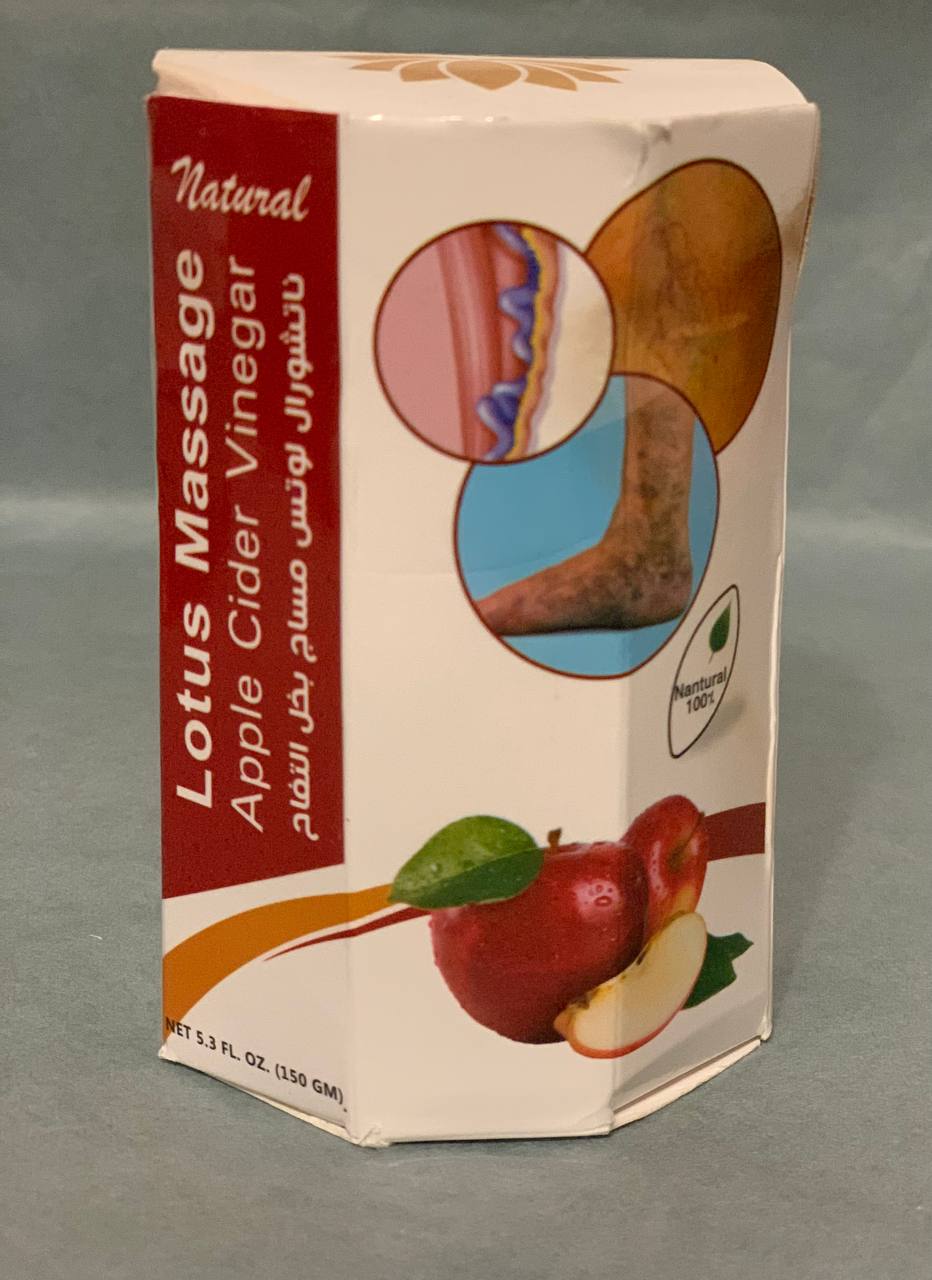 Natural
Lotus Massage
Apple Cider Vinegar
ناتشورال لوتس مساج بخل التفاح
Nantural
100%
NET 5.3 FL. OZ. (150 GM)